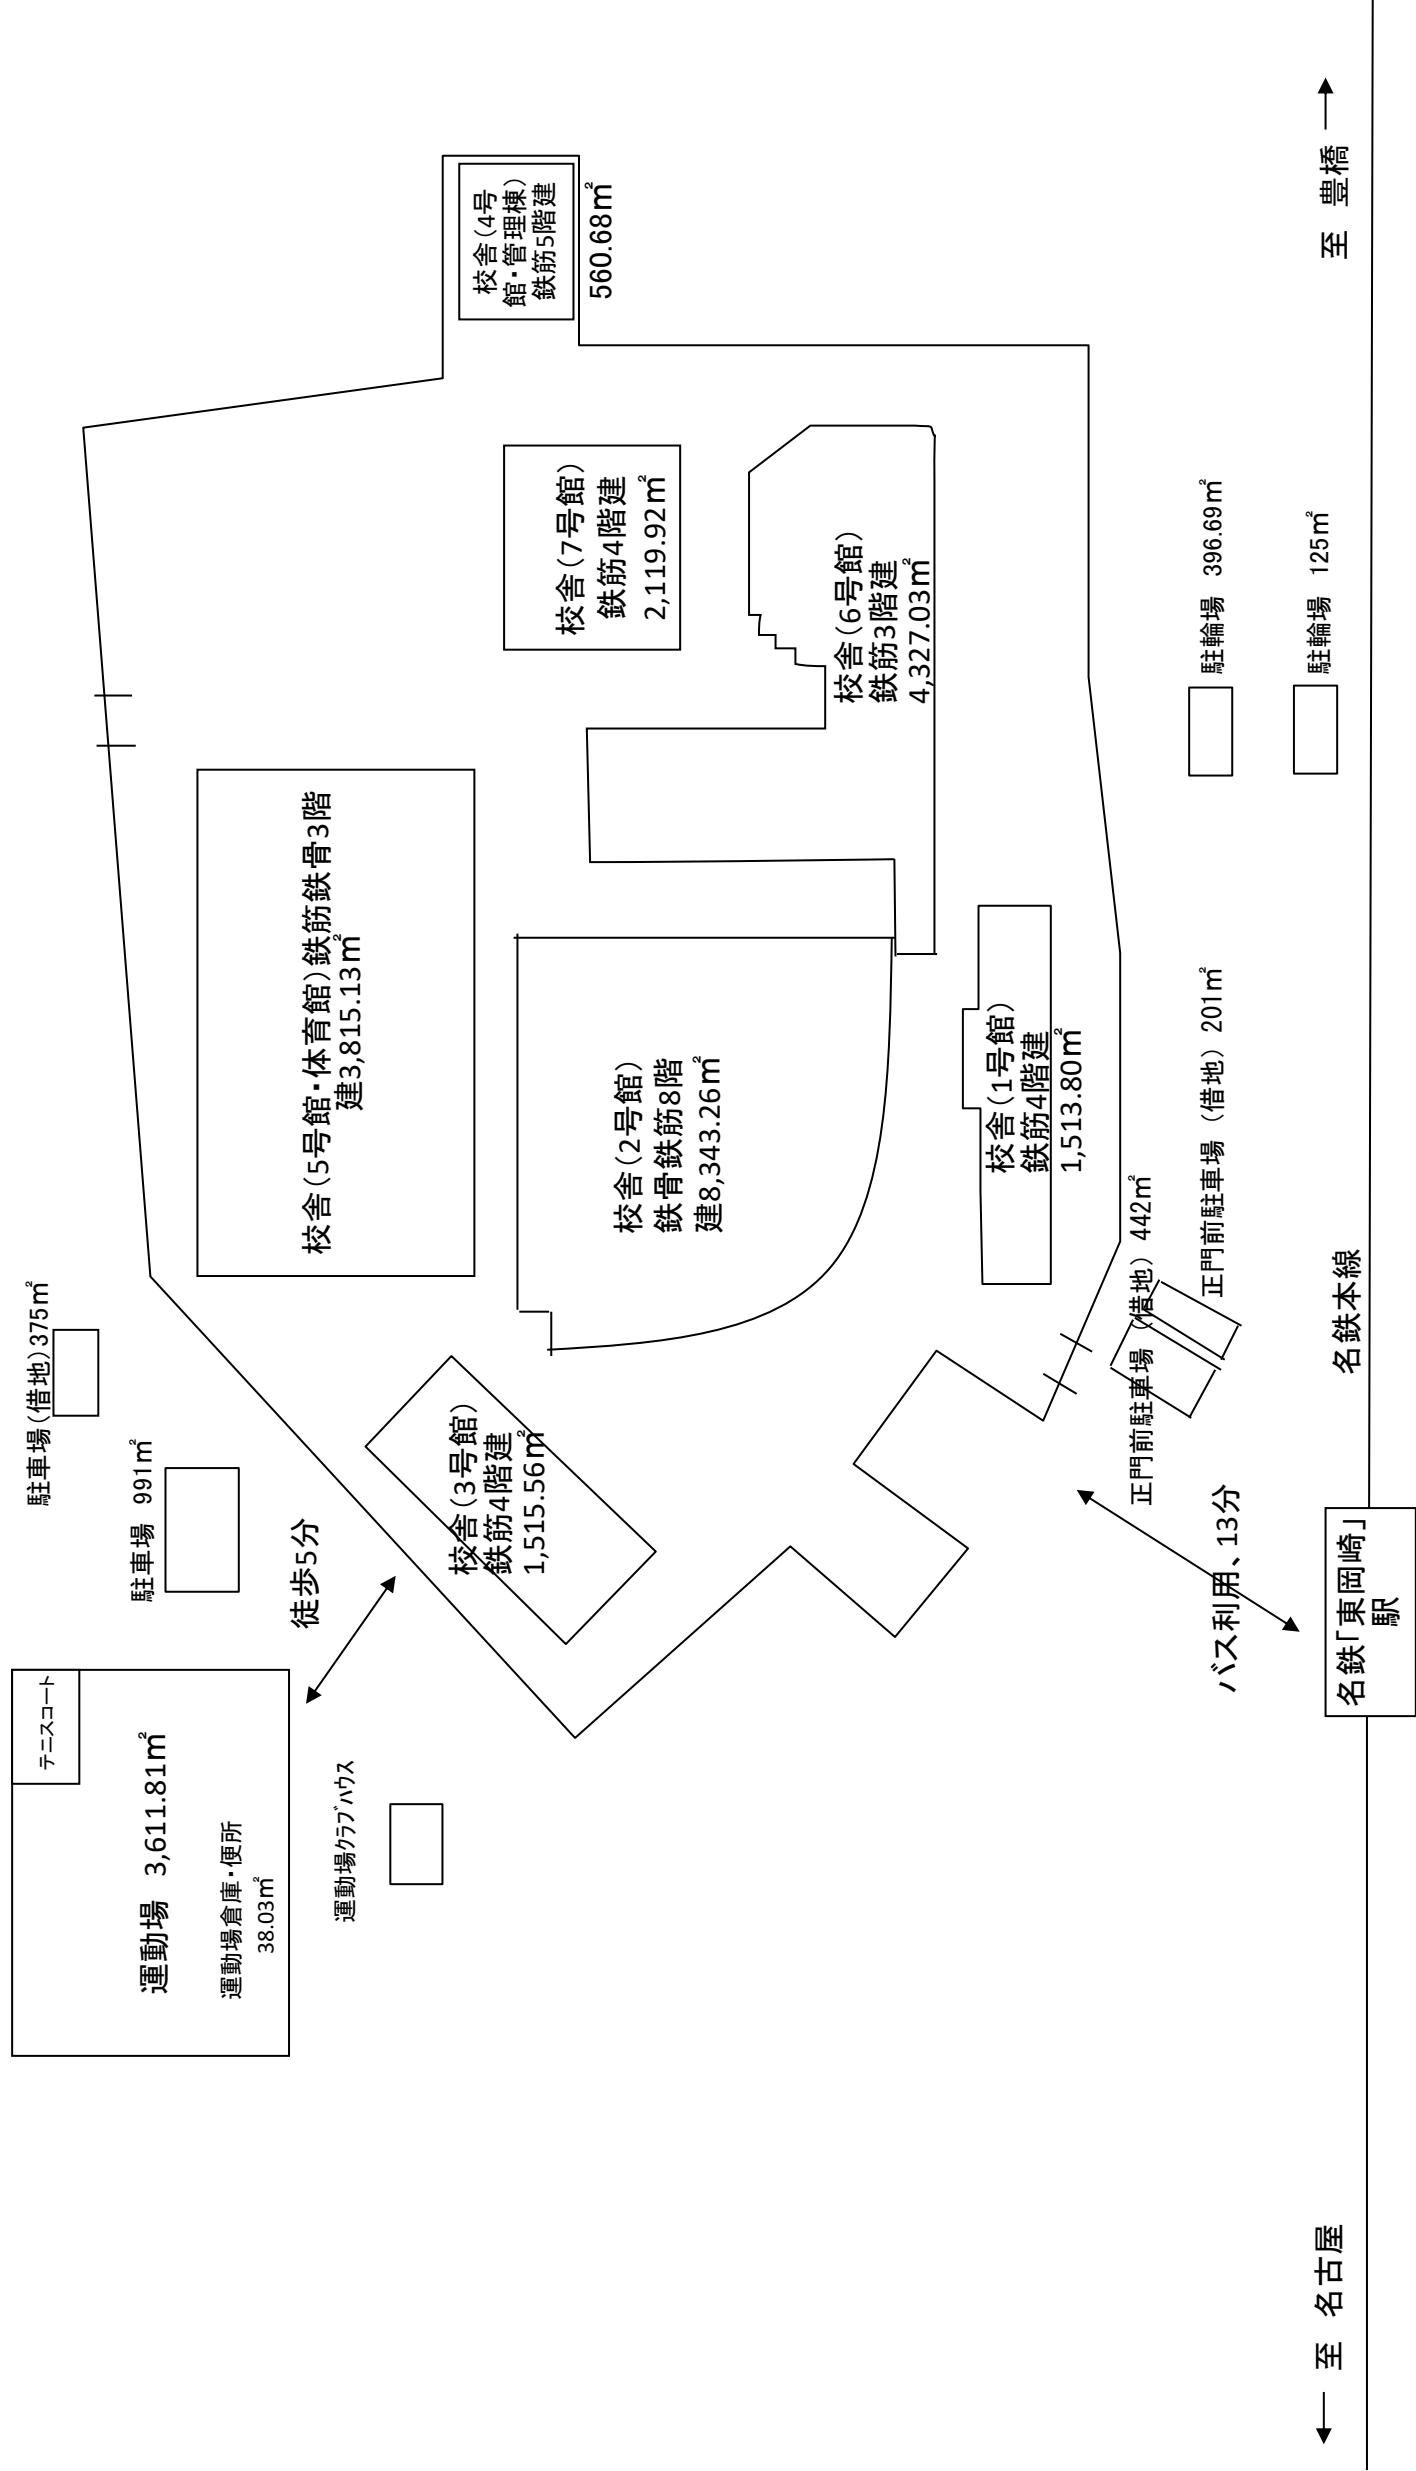 駐車場(借地)375㎡
駐車場 991㎡
テニスコート
運動場 3,611.81㎡
運動場倉庫・便所
38.03㎡
徒歩5分
運動場クラブハウス
校舎(5号館・体育館)鉄筋鉄骨3階
建3,815.13㎡
校舎(3号館)
鉄筋4階建
1,515.56㎡
校舎(4号
館・管理棟)
鉄筋5階建
560.68㎡
校舎(7号館)
鉄筋4階建
2,119.92㎡
校舎(2号館)
鉄骨鉄筋8階
建8,343.26㎡
校舎(6号館)
鉄筋3階建
4,327.03㎡
校舎(1号館)
鉄筋4階建
1,513.80㎡
正門前駐車場 (借地) 442㎡
正門前駐車場 (借地) 201㎡
駐輪場 396.69㎡
駐輪場 125㎡
バス利用、13分
← 至 名古屋
名鉄「東岡崎」
駅
名鉄本線
至 豊橋 →